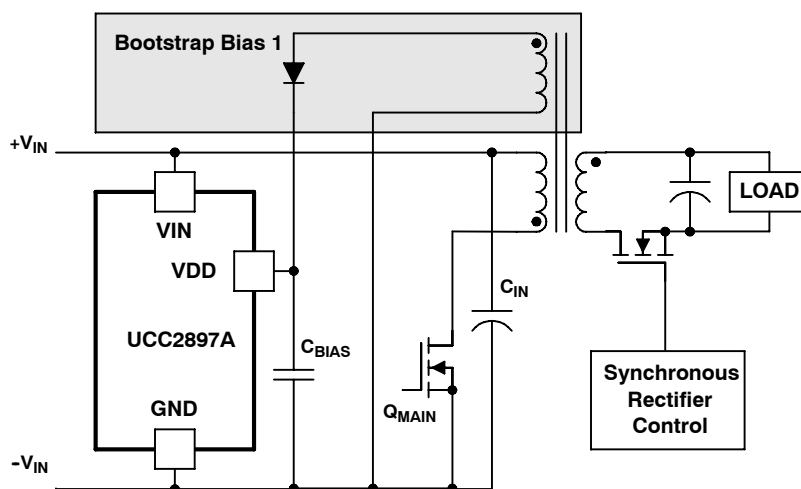 Bootstrap Bias 1
+VIN
VIN
VDD
LOAD
CIN
UCC2897A
CBIAS
GND
QMAIN
Synchronous
Rectifier
Control
-VIN